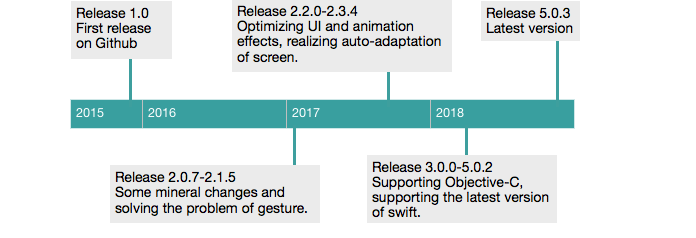 Release 1.0
First release
on Github
Release 2.2.0-2.3.4
Optimizing UI and animation
effects, realizing auto-adaptation
of screen.
Release 5.0.3
Latest version
2015
2016
2017
2018
Release 2.0.7-2.1.5
Some mineral changes and
solving the problem of gesture.
Release 3.0.0-5.0.2
Supporting Objective-C,
supporting the latest version
of swift.